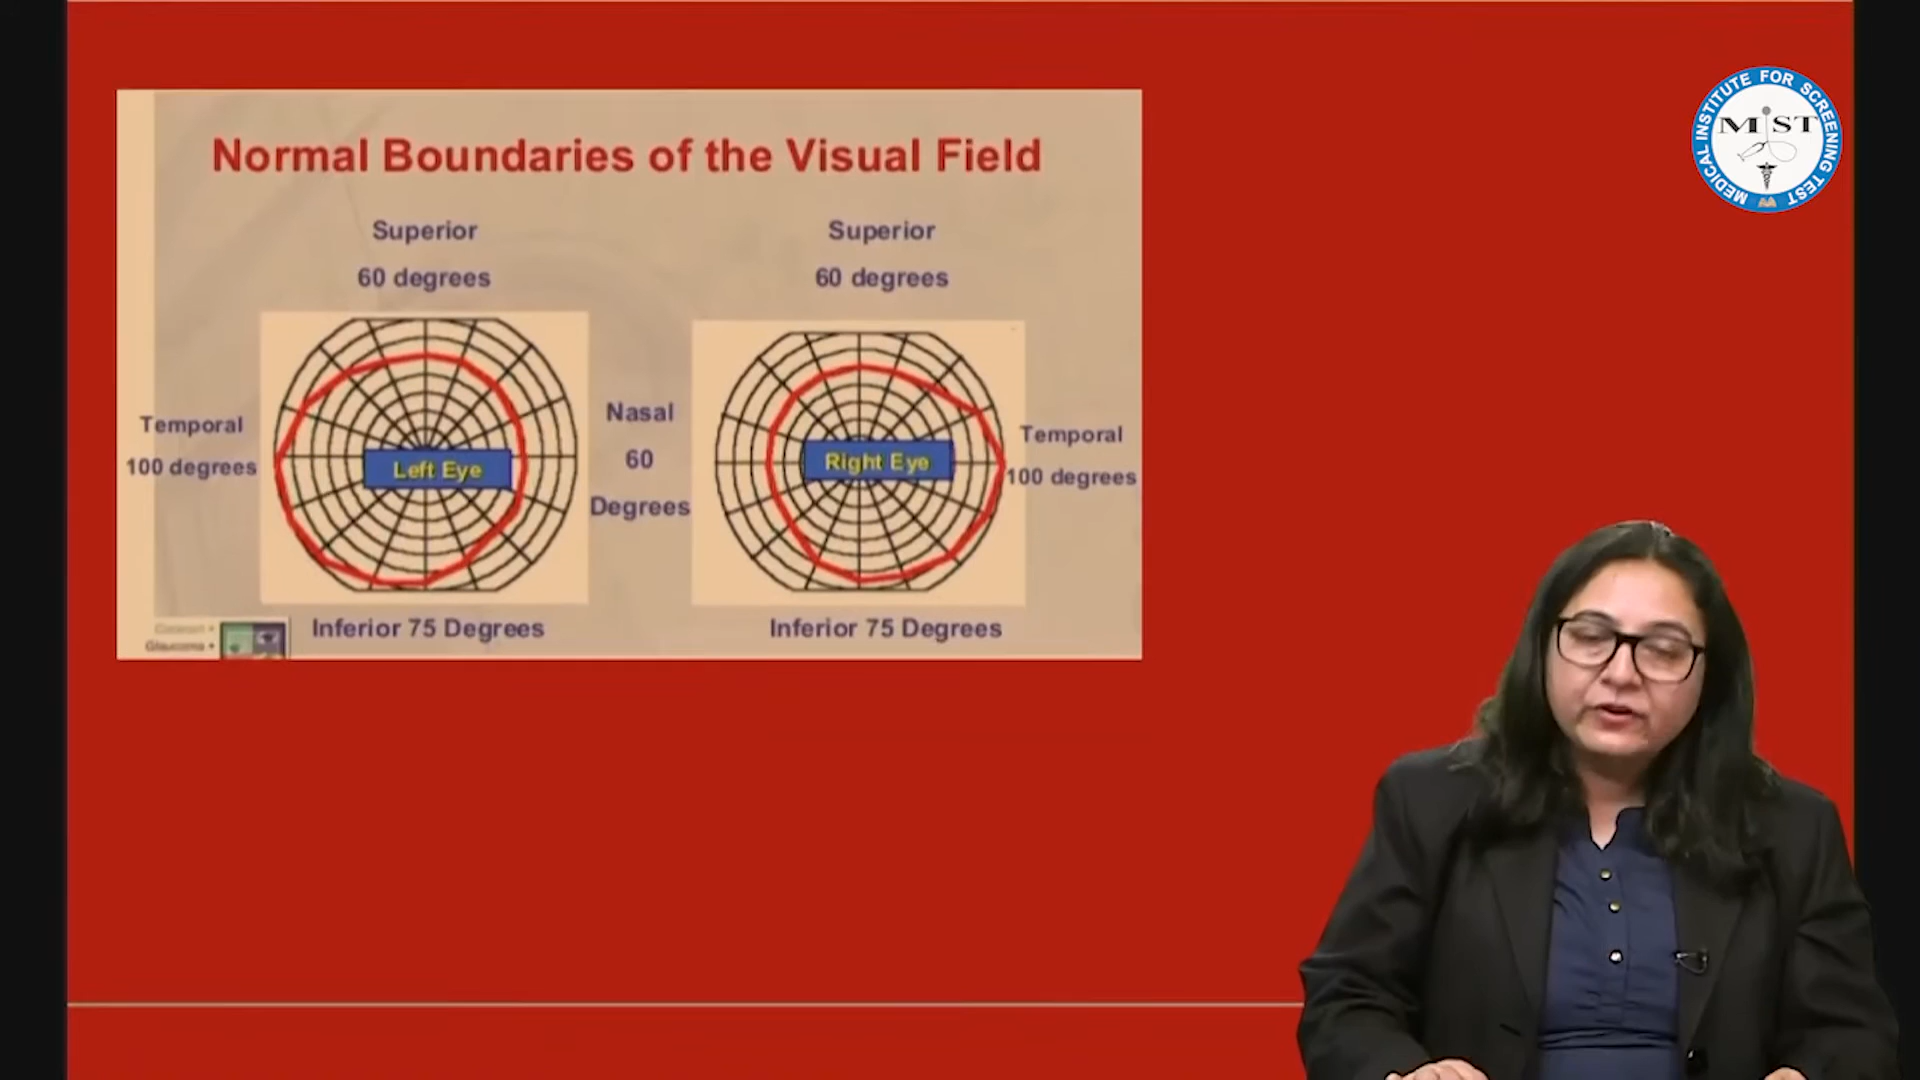 Normal Boundaries of the Visual Field
Superior
60 degrees
Superior
60 degrees
Temporal
100 degrees
Left Eye
Nasal
60
Degrees
Right Eye
Temporal
100 degrees
Inferior 75 Degrees
Inferior 75 Degrees
Glaucoma •
MEDICAL INSTITUTE FOR SCREENING TEST
MIST